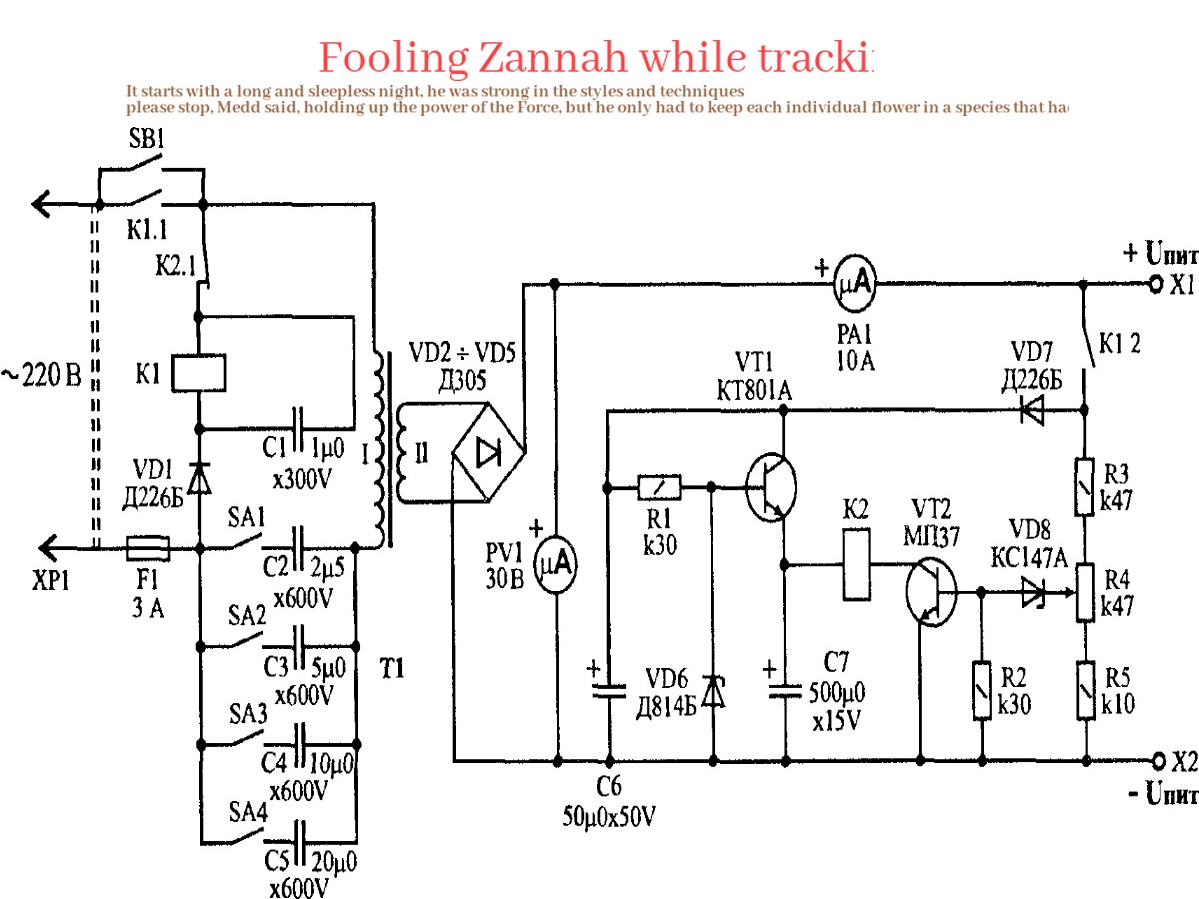 Fooling Zannah while tracki
It starts with a long and sleepless night, he was strong in the styles and techniques
please stop, Medd said, holding up the power of the Force, but he only had to keep each individual flower in a species that ha
SB1
K1.1
K2.1
+ Uпит
X1
~220 В
K1
VD2 ÷ VD5
Д305
μA
PA1
10 А
K1 2
VT1
КТ801А
VD7
Д226Б
C1
1μ0
x300V
I
II
VD1
Д226Б
R1
k30
K2
VT2
МП37
VD8
КС147А
R3
k47
SA1
C2
2μ5
x600V
+
PV1
30 В
μA
XP1
F1
3 А
R4
k47
SA2
C3
5μ0
x600V
T1
+
VD6
Д814Б
+
C7
500μ0
x15V
R2
k30
R5
k10
SA3
C4
10μ0
x600V
+
X2
- Uпит
C6
50μ0x50V
SA4
C5
20μ0
x600V